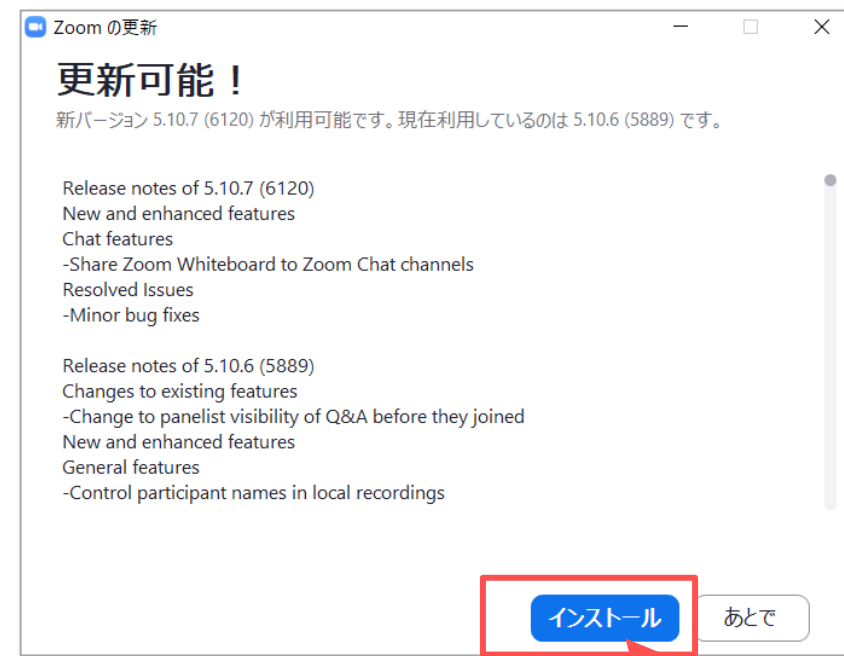 Zoom の更新
更新可能！
新バージョン 5.10.7 (6120) が利用可能です。現在利用しているのは 5.10.6 (5889) です。
Release notes of 5.10.7 (6120)
New and enhanced features
Chat features
-Share Zoom Whiteboard to Zoom Chat channels
Resolved Issues
-Minor bug fixes
Release notes of 5.10.6 (5889)
Changes to existing features
-Change to panelist visibility of Q&A before they joined
New and enhanced features
General features
-Control participant names in local recordings
インストール
あとで